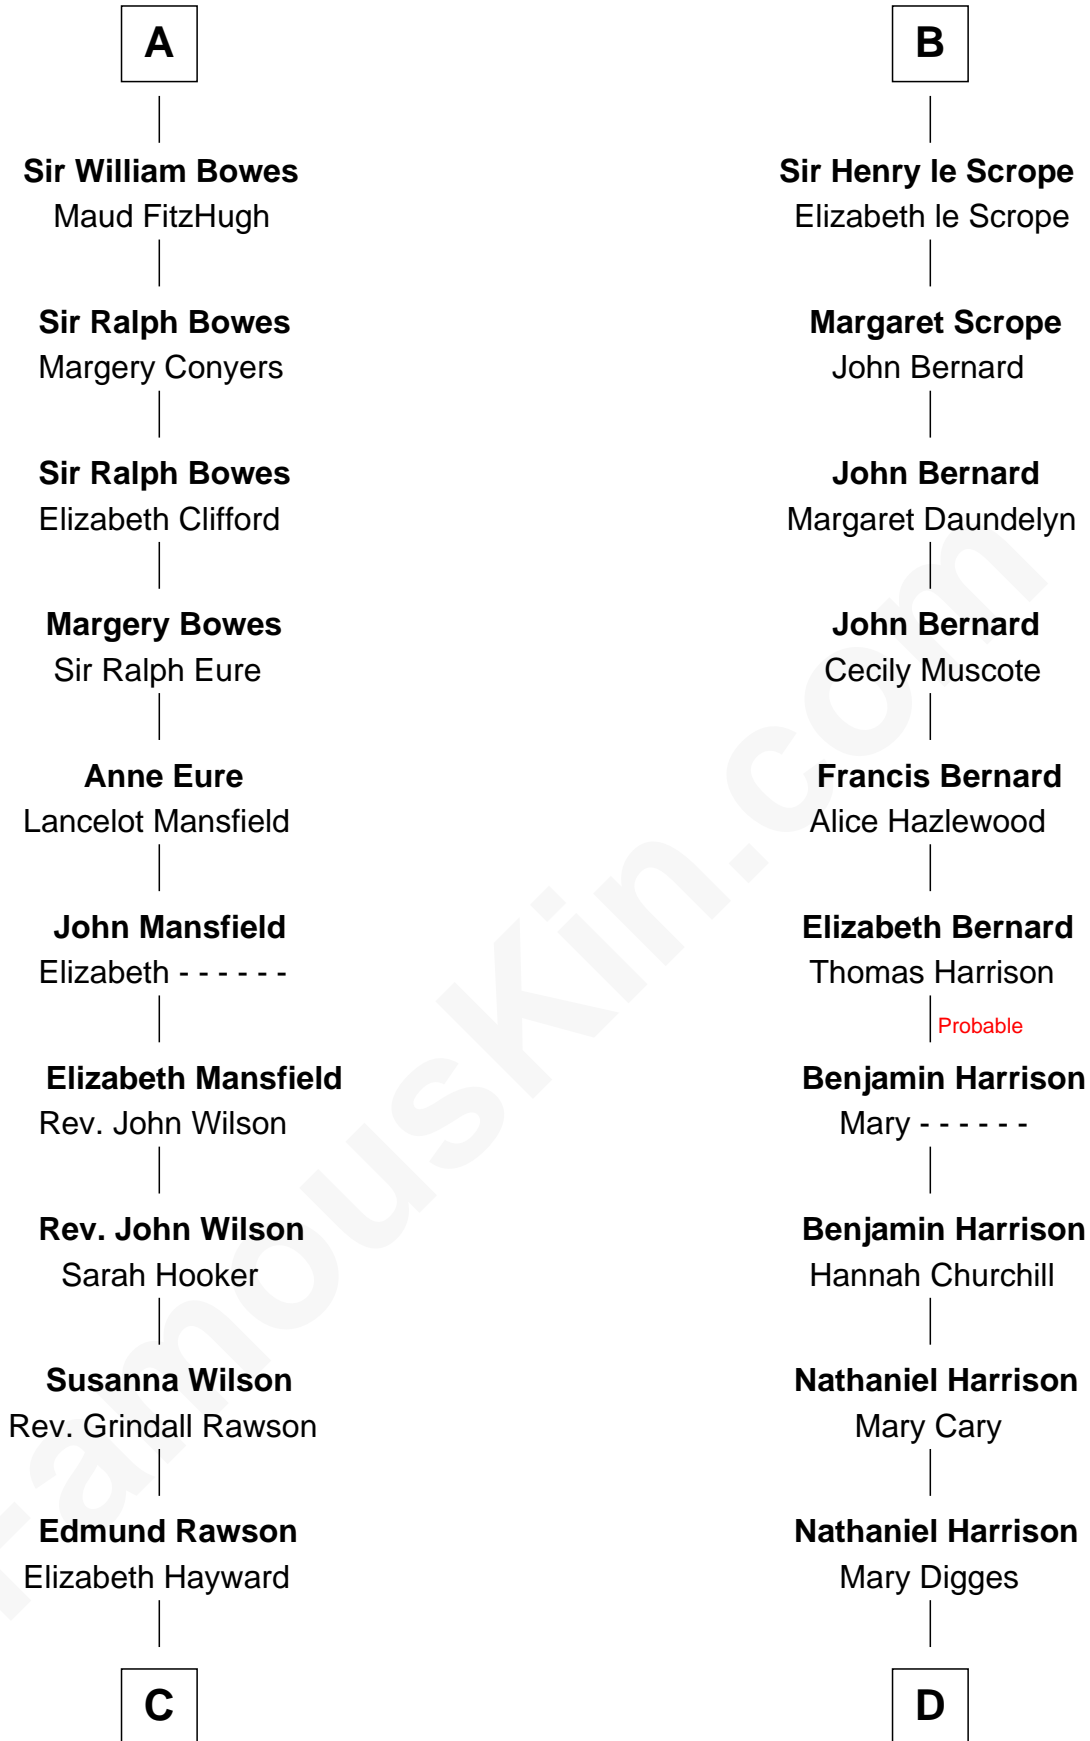 A
Sir William Bowes
Maud FitzHugh
Sir Ralph Bowes
Margery Conyers
Sir Ralph Bowes
Elizabeth Clifford
Margery Bowes
Sir Ralph Eure
Anne Eure
Lancelot Mansfield
John Mansfield
Elizabeth - - - - - -
Elizabeth Mansfield
Rev. John Wilson
Rev. John Wilson
Sarah Hooker
Susanna Wilson
Rev. Grindall Rawson
Edmund Rawson
Elizabeth Hayward
C
B
Sir Henry le Scrope
Elizabeth le Scrope
Margaret Scrope
John Bernard
John Bernard
Margaret Daundelyn
John Bernard
Cecily Muscote
Francis Bernard
Alice Hazlewood
Elizabeth Bernard
Thomas Harrison
Probable
Benjamin Harrison
Mary - - - - - -
Benjamin Harrison
Hannah Churchill
Nathaniel Harrison
Mary Cary
Nathaniel Harrison
Mary Digges
D
FamousKin.com